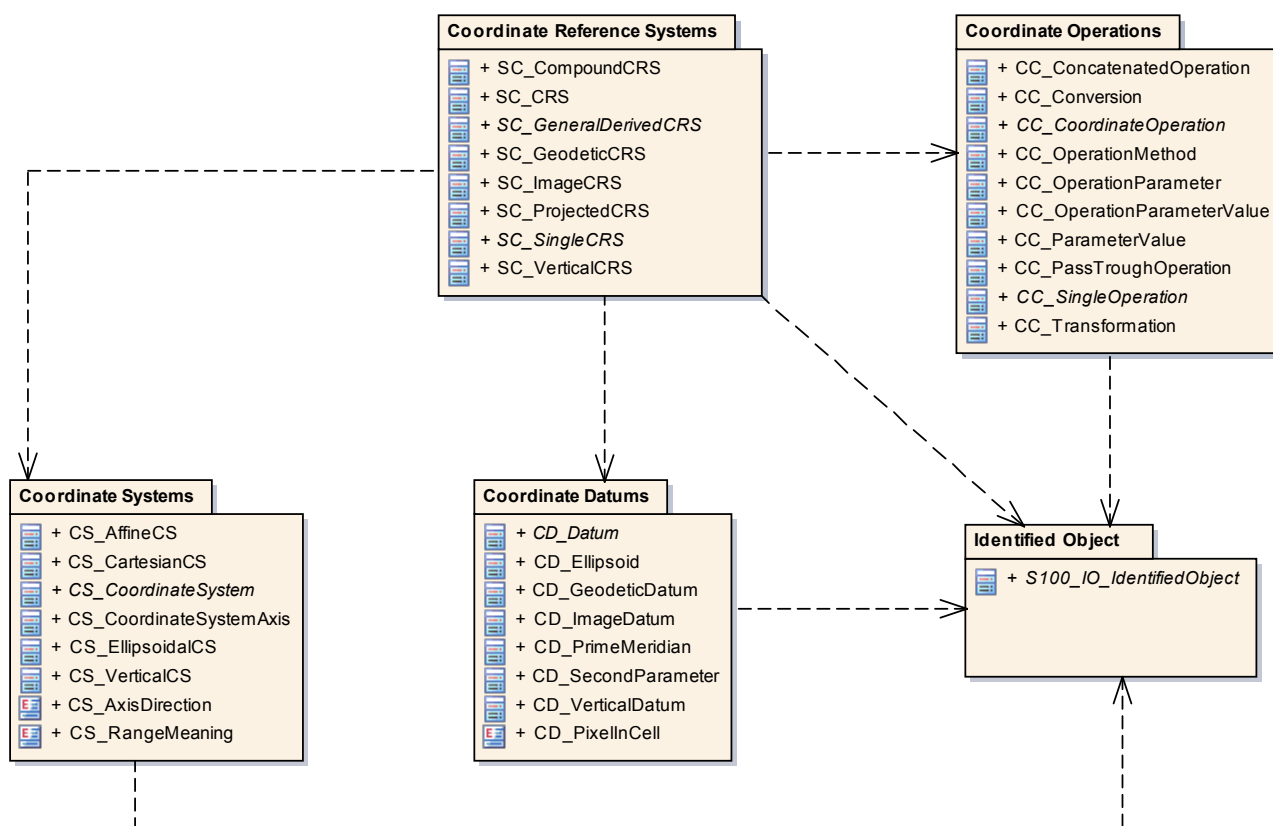 Coordinate Reference Systems
+ SC_CompoundCRS
+ SC_CRS
+ SC_GeneralDerivedCRS
+ SC_GeodeticCRS
+ SC_ImageCRS
+ SC_ProjectedCRS
+ SC_SingleCRS
+ SC_VerticalCRS
Coordinate Operations
+ CC_ConcatenatedOperation
+ CC_Conversion
+ CC_CoordinateOperation
+ CC_OperationMethod
+ CC_OperationParameter
+ CC_OperationParameterValue
+ CC_ParameterValue
+ CC_PassTroughOperation
+ CC_SingleOperation
+ CC_Transformation
Coordinate Systems
+ CS_AffineCS
+ CS_CartesianCS
+ CS_CoordinateSystem
+ CS_CoordinateSystemAxis
+ CS_EllipsoidalCS
+ CS_VerticalCS
+ CS_AxisDirection
+ CS_RangeMeaning
Coordinate Datums
+ CD_Datum
+ CD_Ellipsoid
+ CD_GeodeticDatum
+ CD_ImageDatum
+ CD_PrimeMeridian
+ CD_SecondParameter
+ CD_VerticalDatum
+ CD_PixelInCell
Identified Object
+ S100_IO_IdentifiedObject